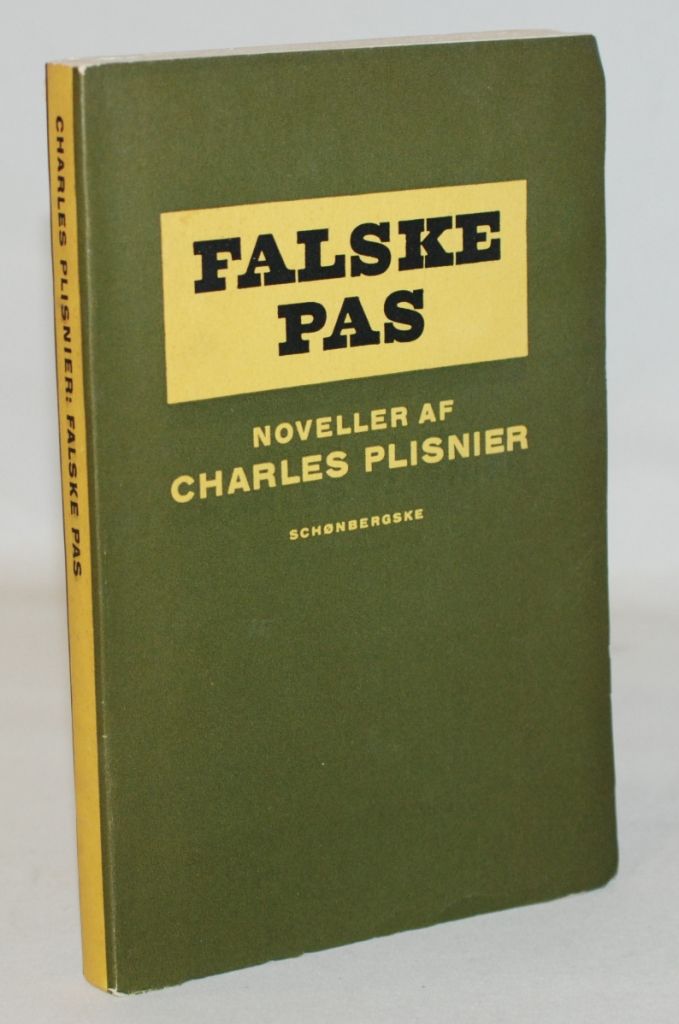 FALSKE
PAS
NOVELLER AF
CHARLES PLISNIER
SCHØNBERGSKE
CHARLES PLISNIER: FALSKE PAS